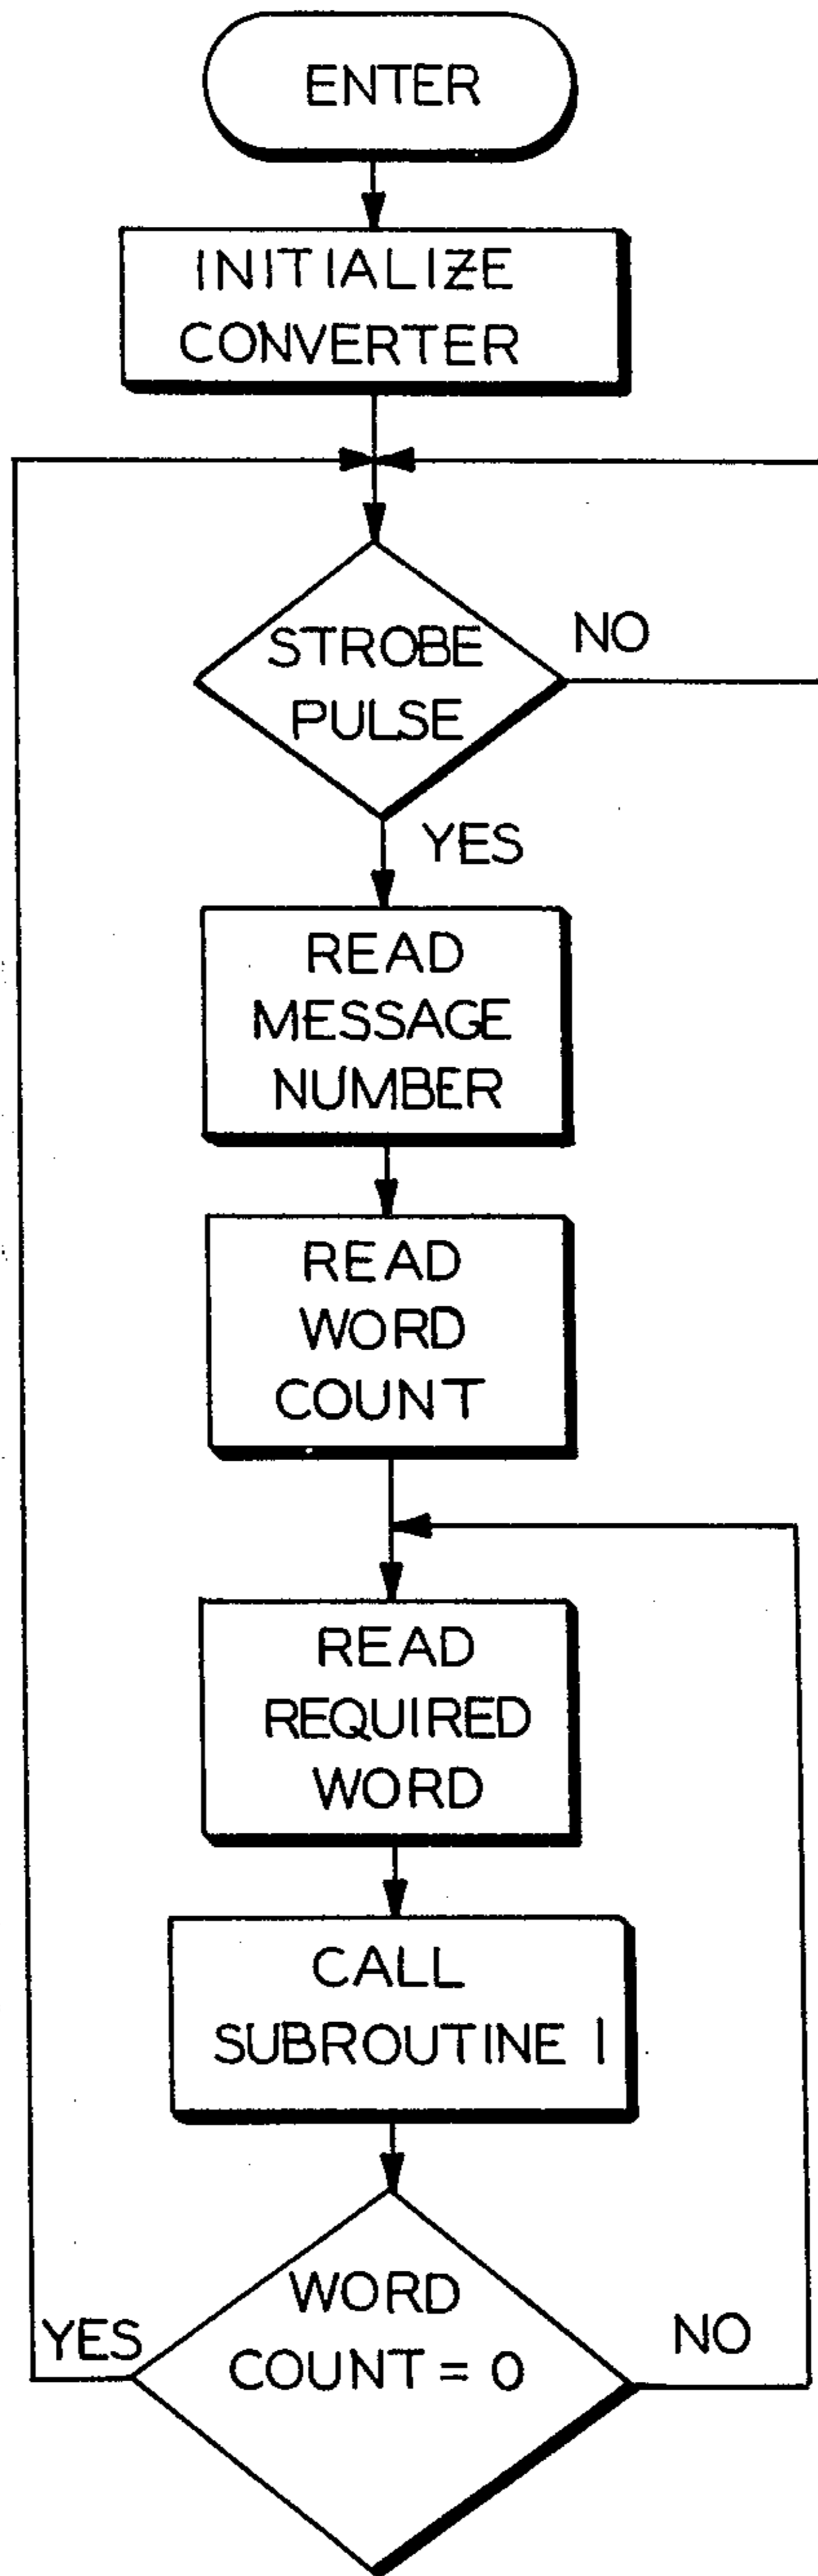 ENTER
INITIALIZE
CONVERTER
STROBE
PULSE
NO
YES
READ
MESSAGE
NUMBER
READ
WORD
COUNT
READ
REQUIRED
WORD
CALL
SUBROUTINE 1
WORD
COUNT = 0
YES
NO